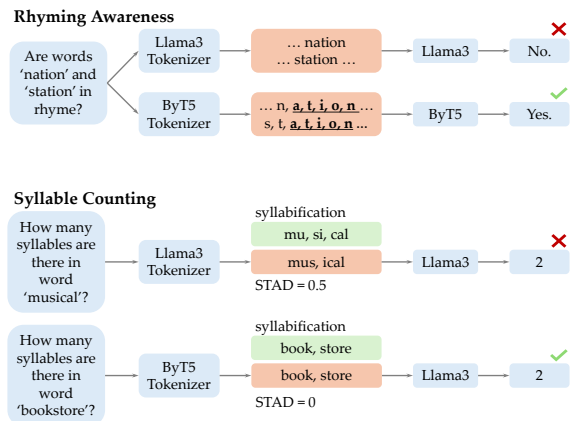 Rhyming Awareness
Are words
'nation' and
'station' in
rhyme?
Llama3
Tokenizer
... nation
... station ...
Llama3
No.
ByT5
Tokenizer
... n, a, t, i, o, n ...
s, t, a, t, i, o, n ...
ByT5
Yes.
Syllable Counting
How many
syllables are
there in
word
'musical'?
Llama3
Tokenizer
syllabification
mu, si, cal
mus, ical
STAD = 0.5
Llama3
2
How many
syllables are
there in
word
'bookstore'?
ByT5
Tokenizer
syllabification
book, store
book, store
STAD = 0
Llama3
2